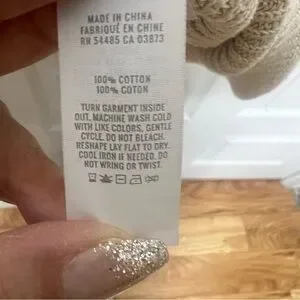 MADE IN CHINA
FABRIQUÉ EN CHINE
RN 54485 CA 03873
100% COTTON
100% COTON
TURN GARMENT INSIDE
OUT. MACHINE WASH COLD
WITH LIKE COLORS, GENTLE
CYCLE. DO NOT BLEACH.
RESHAPE LAY FLAT TO DRY.
COOL IRON IF NEEDED. DO
NOT WRING OR TWIST.